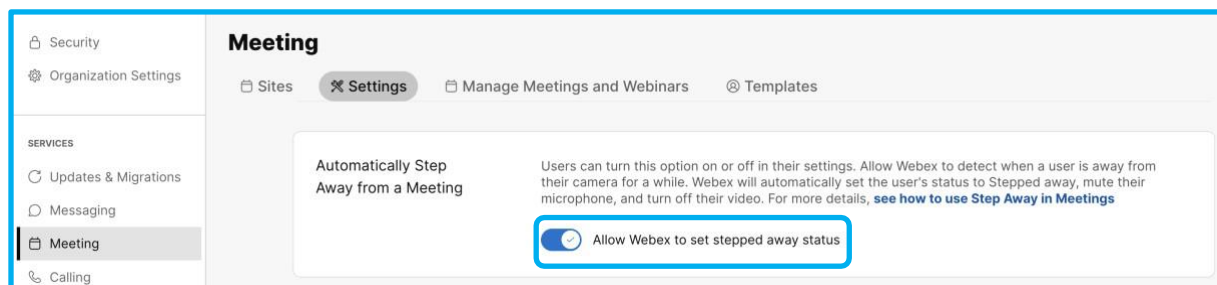 Security
Organization Settings
SERVICES
Updates & Migrations
Messaging
Meeting
Calling
Meeting
Sites
Settings
Manage Meetings and Webinars
Templates
Automatically Step
Away from a Meeting
Users can turn this option on or off in their settings. Allow Webex to detect when a user is away from
their camera for a while. Webex will automatically set the user's status to Stepped away, mute their
microphone, and turn off their video. For more details, see how to use Step Away in Meetings
Allow Webex to set stepped away status